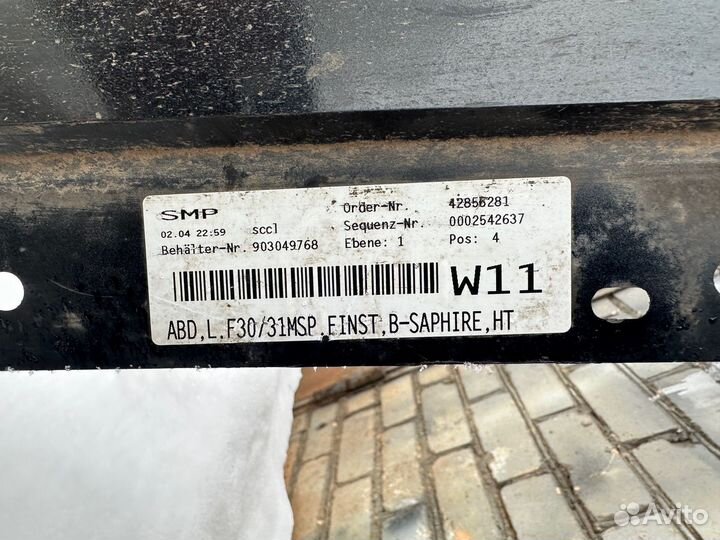 SMP
Order-Nr. 42856281
02.04 22:59 sccl
Sequenz-Nr. 0002542637
Behälter-Nr. 903049768
Ebene: 1 Pos: 4
W11
ABD,L,F30/31MSP,EINST,B-SAPHIRE,HT
Avito